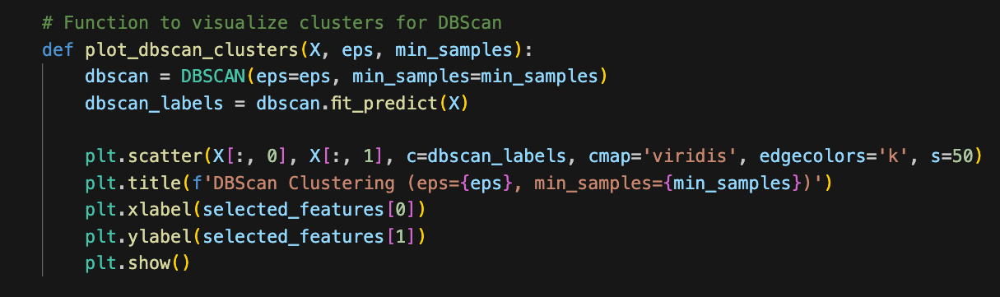 # Function to visualize clusters for DBScan
def plot_dbscan_clusters(X, eps, min_samples):
    dbscan = DBSCAN(eps=eps, min_samples=min_samples)
    dbscan_labels = dbscan.fit_predict(X)

    plt.scatter(X[:, 0], X[:, 1], c=dbscan_labels, cmap='viridis', edgecolors='k', s=50)
    plt.title(f'DBScan Clustering (eps={eps}, min_samples={min_samples})')
    plt.xlabel(selected_features[0])
    plt.ylabel(selected_features[1])
    plt.show()